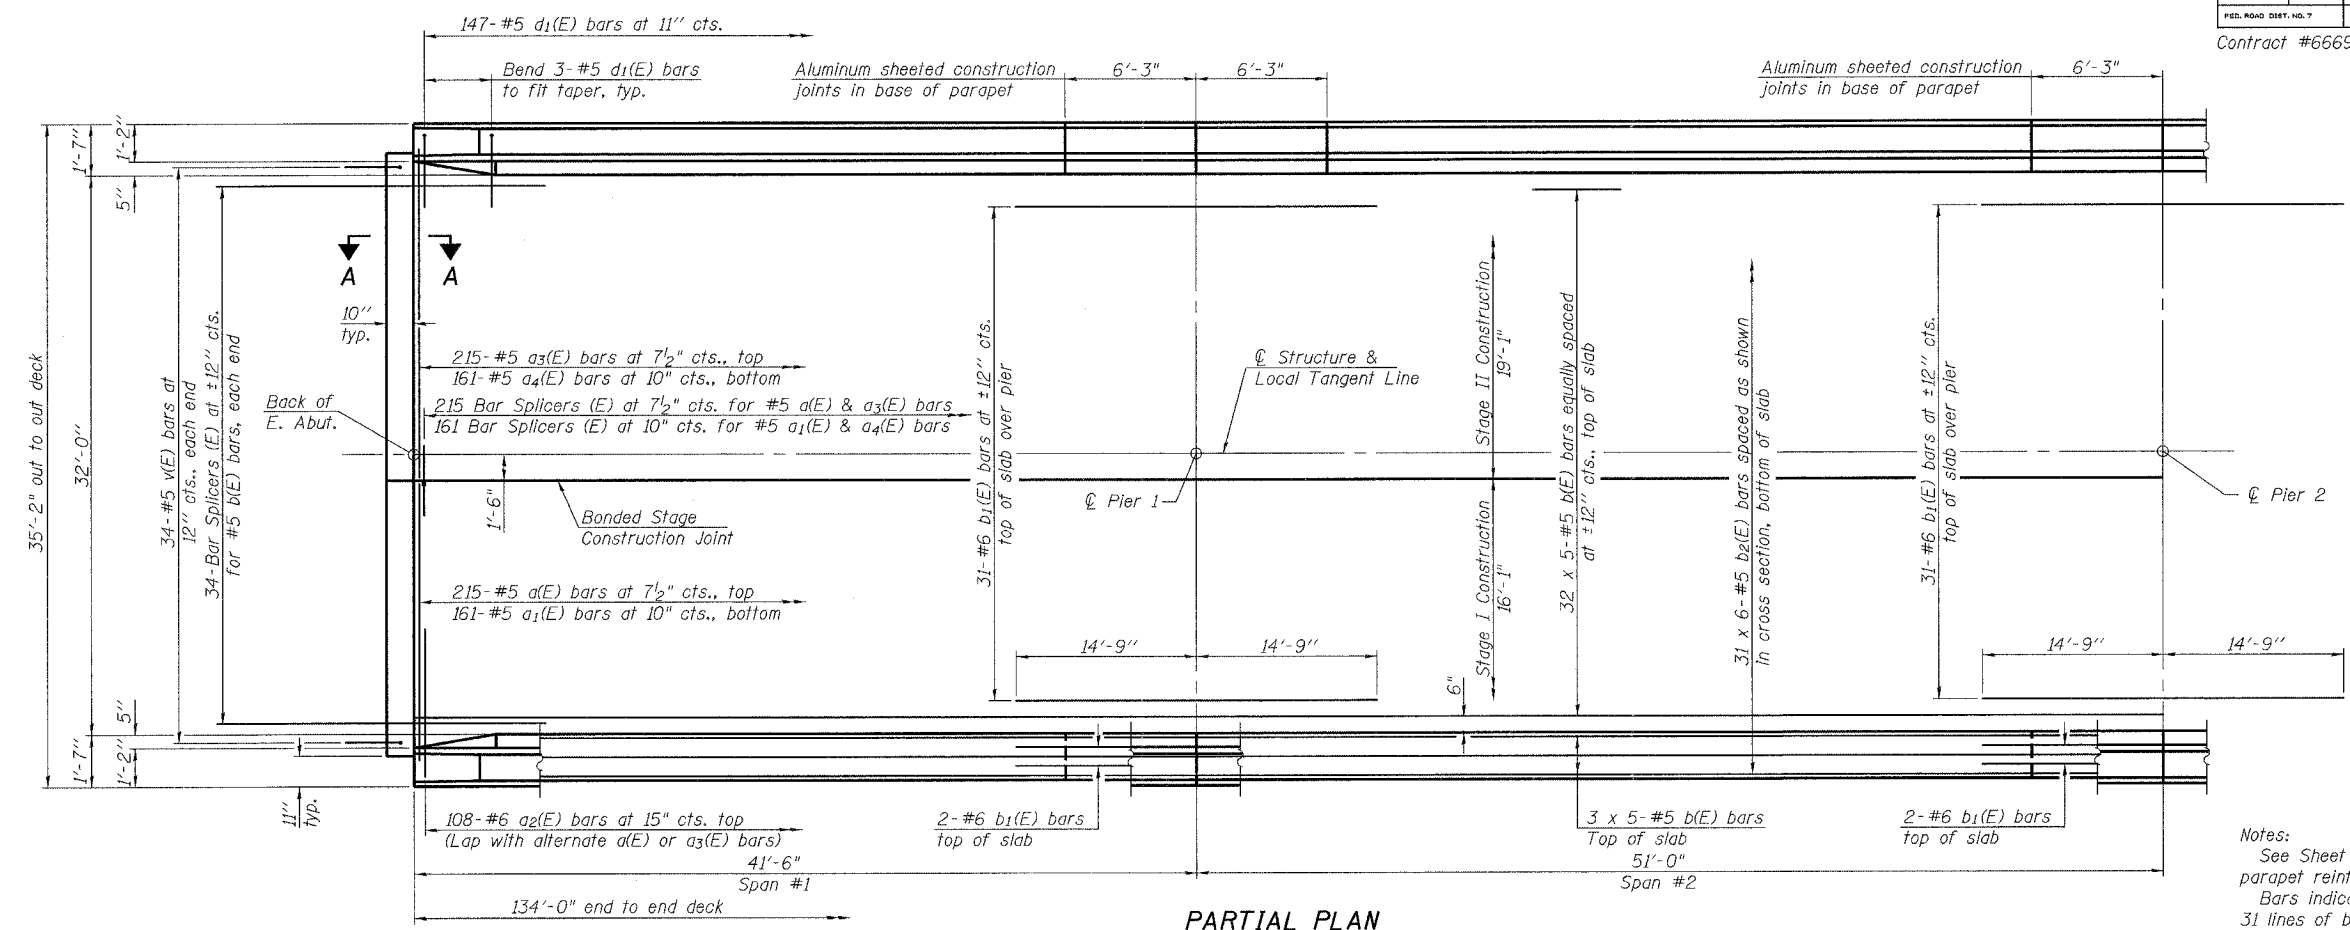 147-#5 d1(E) bars at 11" cts.
FED. ROAD DIST. NO. 7
Contract #6669
Bend 3-#5 d1(E) bars
to fit taper, typ.
Aluminum sheeted construction
joints in base of parapet
6'-3"
6'-3"
Aluminum sheeted construction
joints in base of parapet
6'-3"
1'-7"
1'-2"
5"
A
A
10"
typ.
35'-2" out to out deck
32'-0"
34-#5 v(E) bars at
12" cts., each end
34-Bar Splicers (E) at ±12" cts.
for #5 b(E) bars, each end
215-#5 a3(E) bars at 7½" cts., top
161-#5 a4(E) bars at 10" cts., bottom
215 Bar Splicers (E) at 7½" cts. for #5 a(E) & a3(E) bars
161 Bar Splicers (E) at 10" cts. for #5 a1(E) & a4(E) bars
Back of
E. Abut.
1'-6"
Bonded Stage
Construction Joint
215-#5 a(E) bars at 7½" cts., top
161-#5 a1(E) bars at 10" cts., bottom
31-#6 b1(E) bars at ±12" cts.
top of slab over pier
℄ Structure &
Local Tangent Line
℄ Pier 1
Stage II Construction
19'-1"
Stage I Construction
16'-1"
32 x 5-#5 b(E) bars equally spaced
at ±12" cts., top of slab
31 x 6-#5 b2(E) bars spaced as shown
in cross section, bottom of slab
31-#6 b1(E) bars at ±12" cts.
top of slab over pier
℄ Pier 2
14'-9"
14'-9"
6"
14'-9"
14'-9"
5"
1'-7"
1'-2"
11"
typ.
108-#6 a2(E) bars at 15" cts. top
(Lap with alternate a(E) or a3(E) bars)
2-#6 b1(E) bars
top of slab
3 x 5-#5 b(E) bars
Top of slab
2-#6 b1(E) bars
top of slab
41'-6"
Span #1
51'-0"
Span #2
134'-0" end to end deck
PARTIAL PLAN
Notes:
See Sheet
parapet reint
Bars indica
31 lines of b